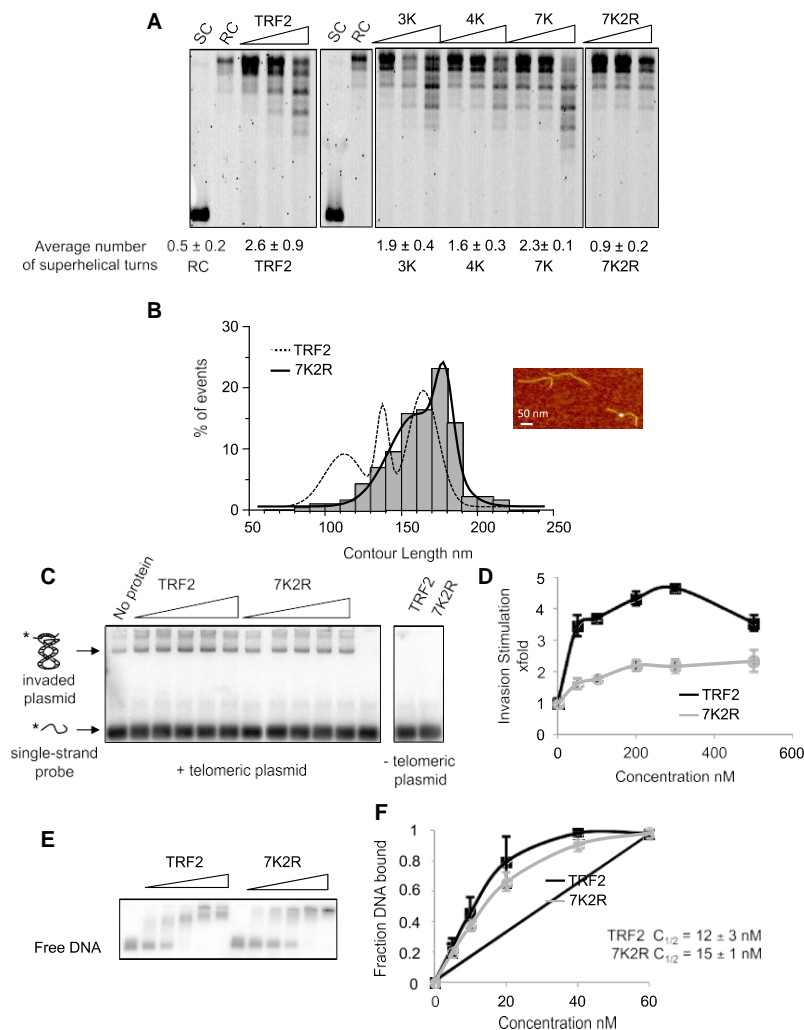 A
SC
RC
TRF2
SC
RC
3K
4K
7K
7K2R
Average number
of superhelical turns
0.5 ± 0.2
2.6 ± 0.9
1.9 ± 0.4
1.6 ± 0.3
2.3± 0.1
0.9 ± 0.2
RC
TRF2
3K
4K
7K
7K2R
B
30
20
10
0
% of events
TRF2
7K2R
50 nm
50
100
150
200
250
Contour Length nm
C
No protein
TRF2
7K2R
TRF2
7K2R
*
invaded
plasmid
*
single-strand
probe
+ telomeric plasmid
- telomeric
plasmid
D
5
4
3
2
1
0
Invasion Stimulation
xfold
TRF2
7K2R
0
200
400
600
Concentration nM
E
TRF2
7K2R
Free DNA
F
1
0.8
0.6
0.4
0.2
0
Fraction DNA bound
TRF2
7K2R
TRF2 C1/2 = 12 ± 3 nM
7K2R C1/2 = 15 ± 1 nM
0
20
40
60
Concentration nM